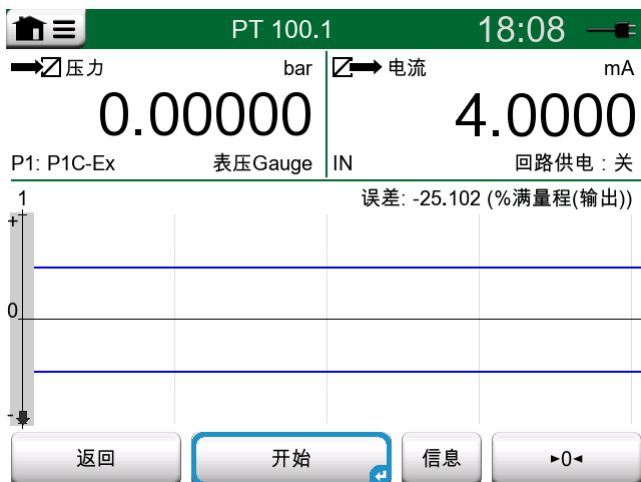 PT 100.1 18:08
压力 bar 电流 mA
0.00000 4.0000
P1: P1C-Ex 表压Gauge IN 回路供电 : 关
1 误差: -25.102 (%满量程(输出))
+
0
-
返回 开始 信息 ►0◄